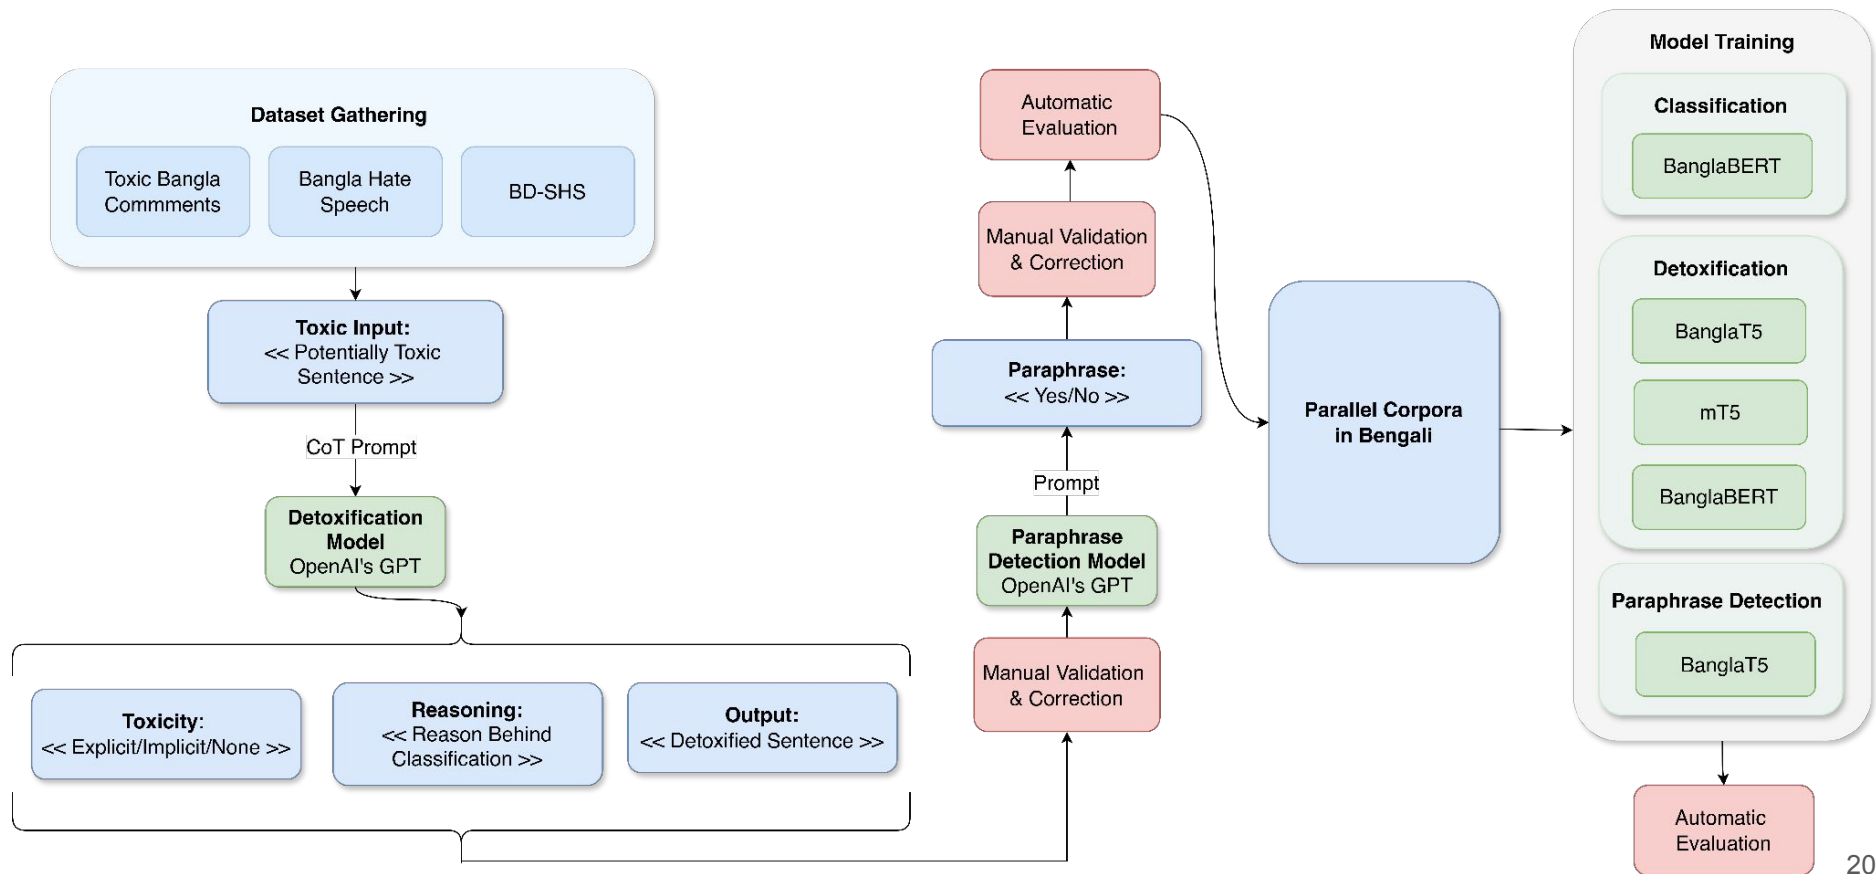 Dataset Gathering
Toxic Bangla
Commments
Bangla Hate
Speech
BD-SHS
Toxic Input:
<< Potentially Toxic
Sentence >>
CoT Prompt
Detoxification
Model
OpenAI's GPT
Toxicity:
<< Explicit/Implicit/None >>
Reasoning:
<< Reason Behind
Classification >>
Output:
<< Detoxified Sentence >>
Manual Validation
& Correction
Paraphrase
Detection Model
OpenAI's GPT
Prompt
Paraphrase:
<< Yes/No >>
Manual Validation
& Correction
Automatic
Evaluation
Parallel Corpora
in Bengali
Model Training
Classification
BanglaBERT
Detoxification
BanglaT5
mT5
BanglaBERT
Paraphrase Detection
BanglaT5
Automatic
Evaluation
20